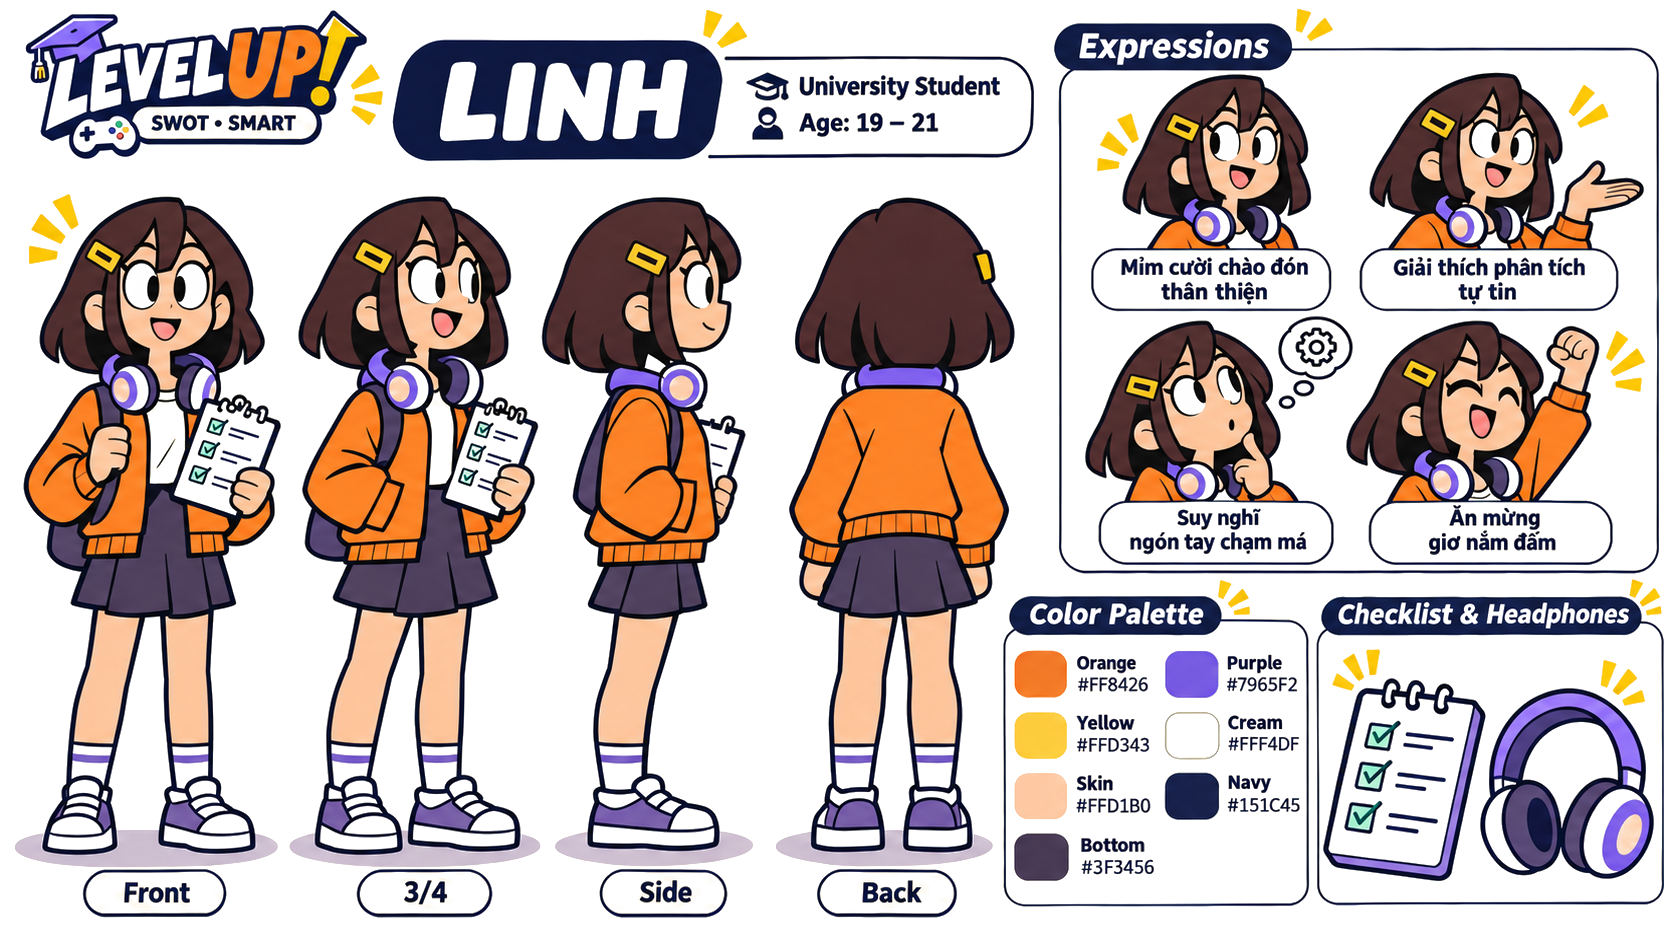 LEVEL UP!
SWOT • SMART
LINH
University Student
Age: 19 – 21
Expressions
Mỉm cười chào đón
thân thiện
Giải thích phân tích
tự tin
Suy nghĩ
ngón tay chạm má
Ăn mừng
giơ nắm đấm
Front
3/4
Side
Back
Color Palette
Orange
#FF8426
Purple
#7965F2
Yellow
#FFD343
Cream
#FFF4DF
Skin
#FFD1B0
Navy
#151C45
Bottom
#3F3456
Checklist & Headphones